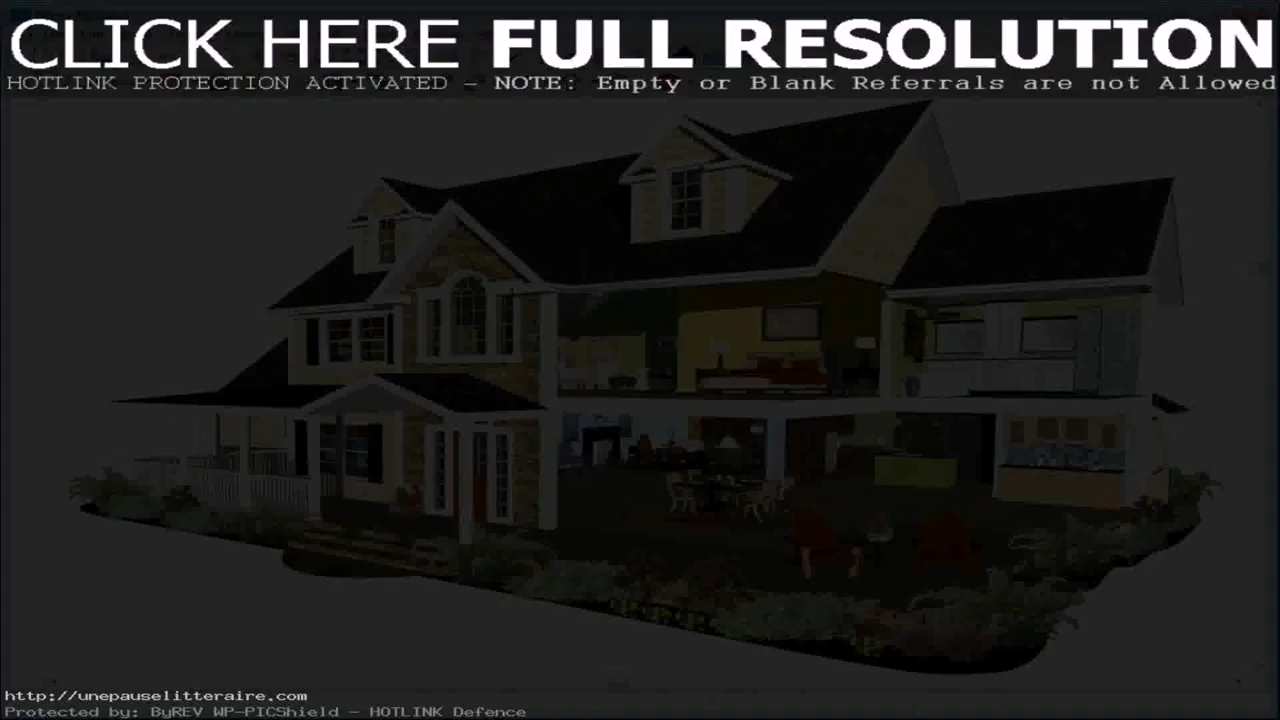 CLICK HERE FULL RESOLUTION
HOTLINK PROTECTION ACTIVATED - NOTE: Empty or Blank Referrals are not Allowed
http://unepauselitteraire.com
Protected by: ByREV WP-PICShield - HOTLINK Defence